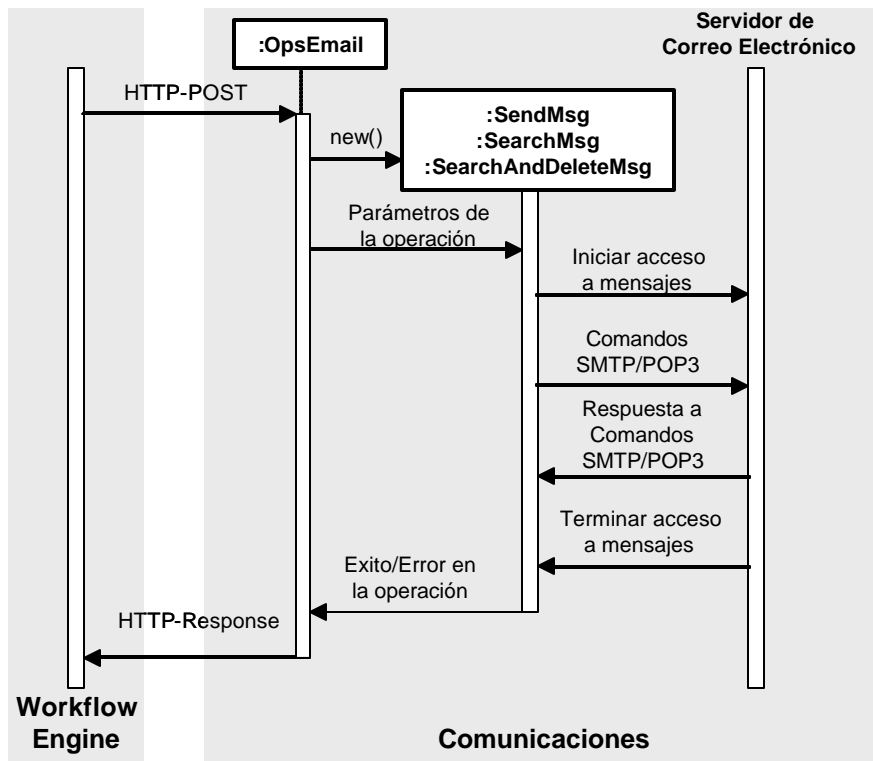 Servidor de
Correo Electrónico
:OpsEmail
HTTP-POST
:SendMsg
:SearchMsg
:SearchAndDeleteMsg
new()
Parámetros de
la operación
Iniciar acceso
a mensajes
Comandos
SMTP/POP3
Respuesta a
Comandos
SMTP/POP3
Terminar acceso
a mensajes
Exito/Error en
la operación
HTTP-Response
Workflow
Engine
Comunicaciones